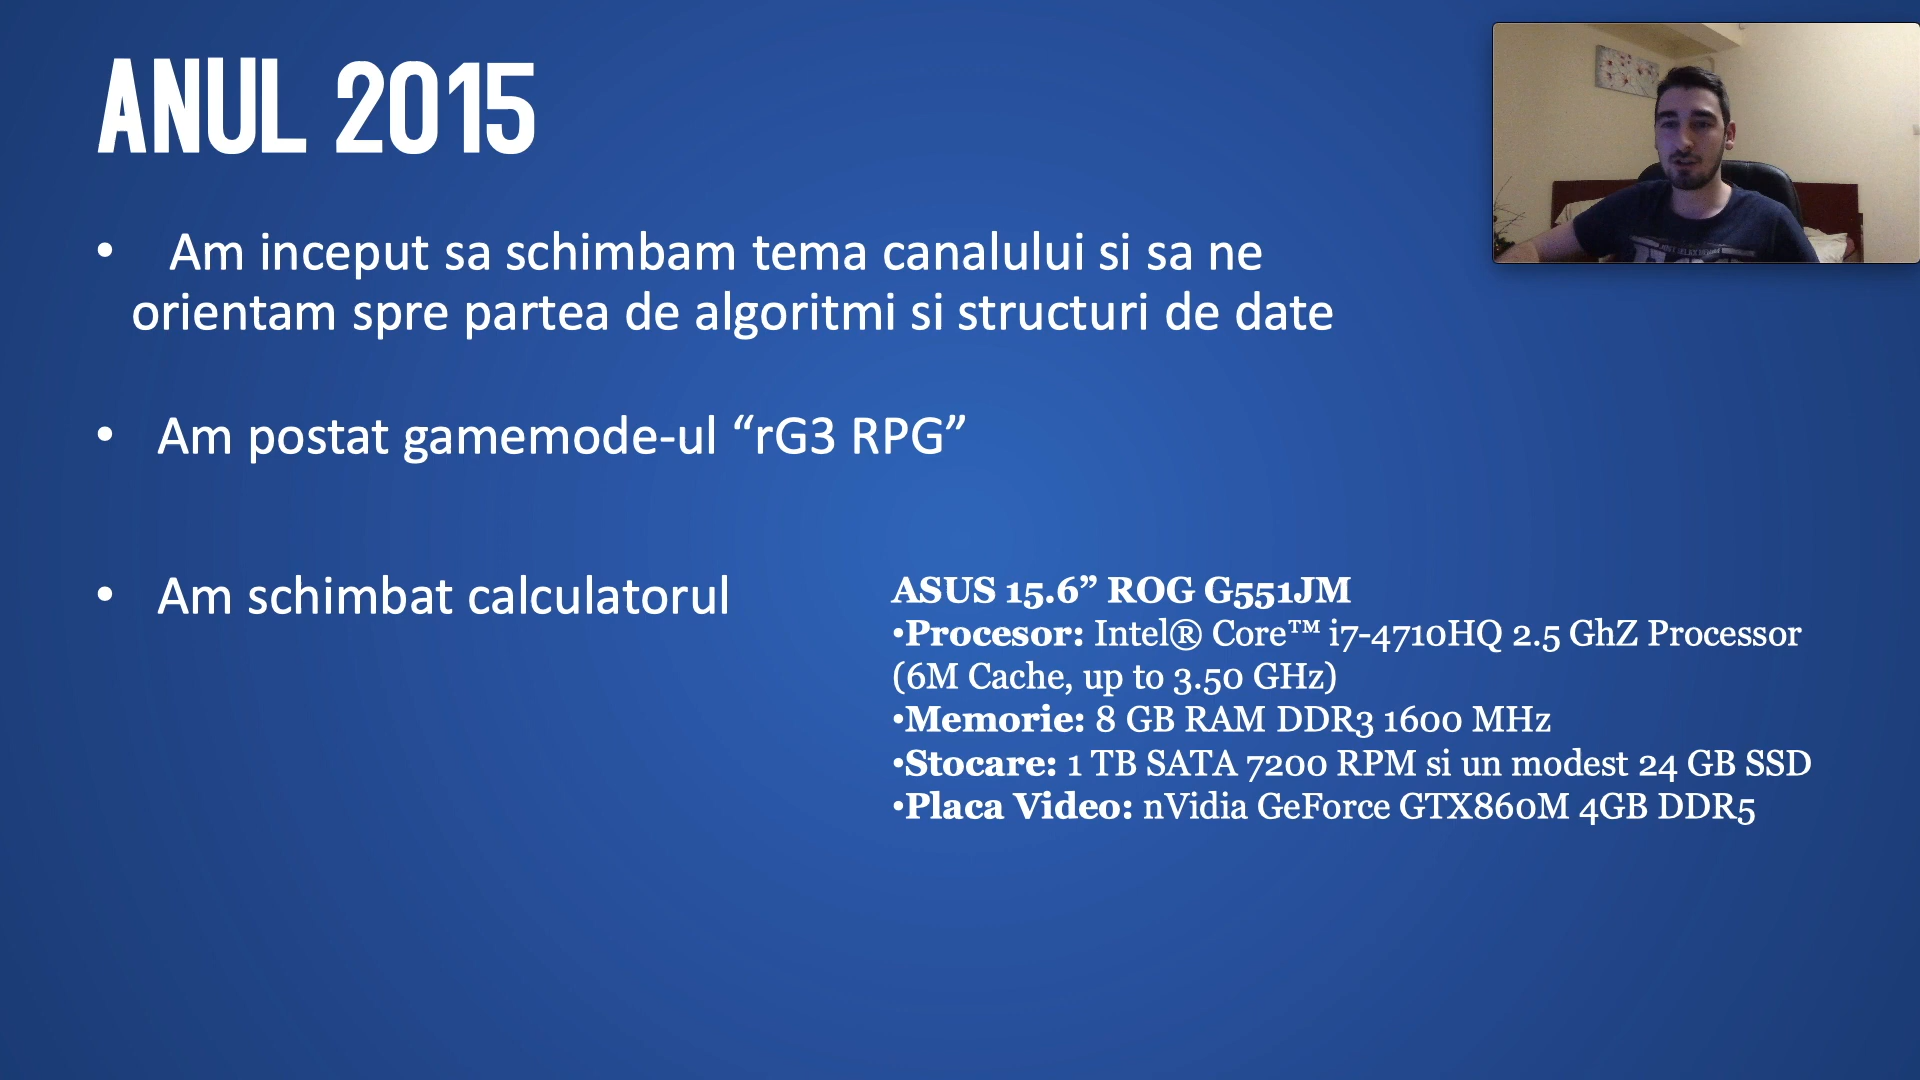 ANUL 2015
• Am inceput sa schimbam tema canalului si sa ne
orientam spre partea de algoritmi si structuri de date
• Am postat gamemode-ul “rG3 RPG”
• Am schimbat calculatorul
ASUS 15.6” ROG G551JM
•Procesor: Intel® Core™ i7-4710HQ 2.5 GhZ Processor
(6M Cache, up to 3.50 GHz)
•Memorie: 8 GB RAM DDR3 1600 MHz
•Stocare: 1 TB SATA 7200 RPM si un modest 24 GB SSD
•Placa Video: nVidia GeForce GTX860M 4GB DDR5